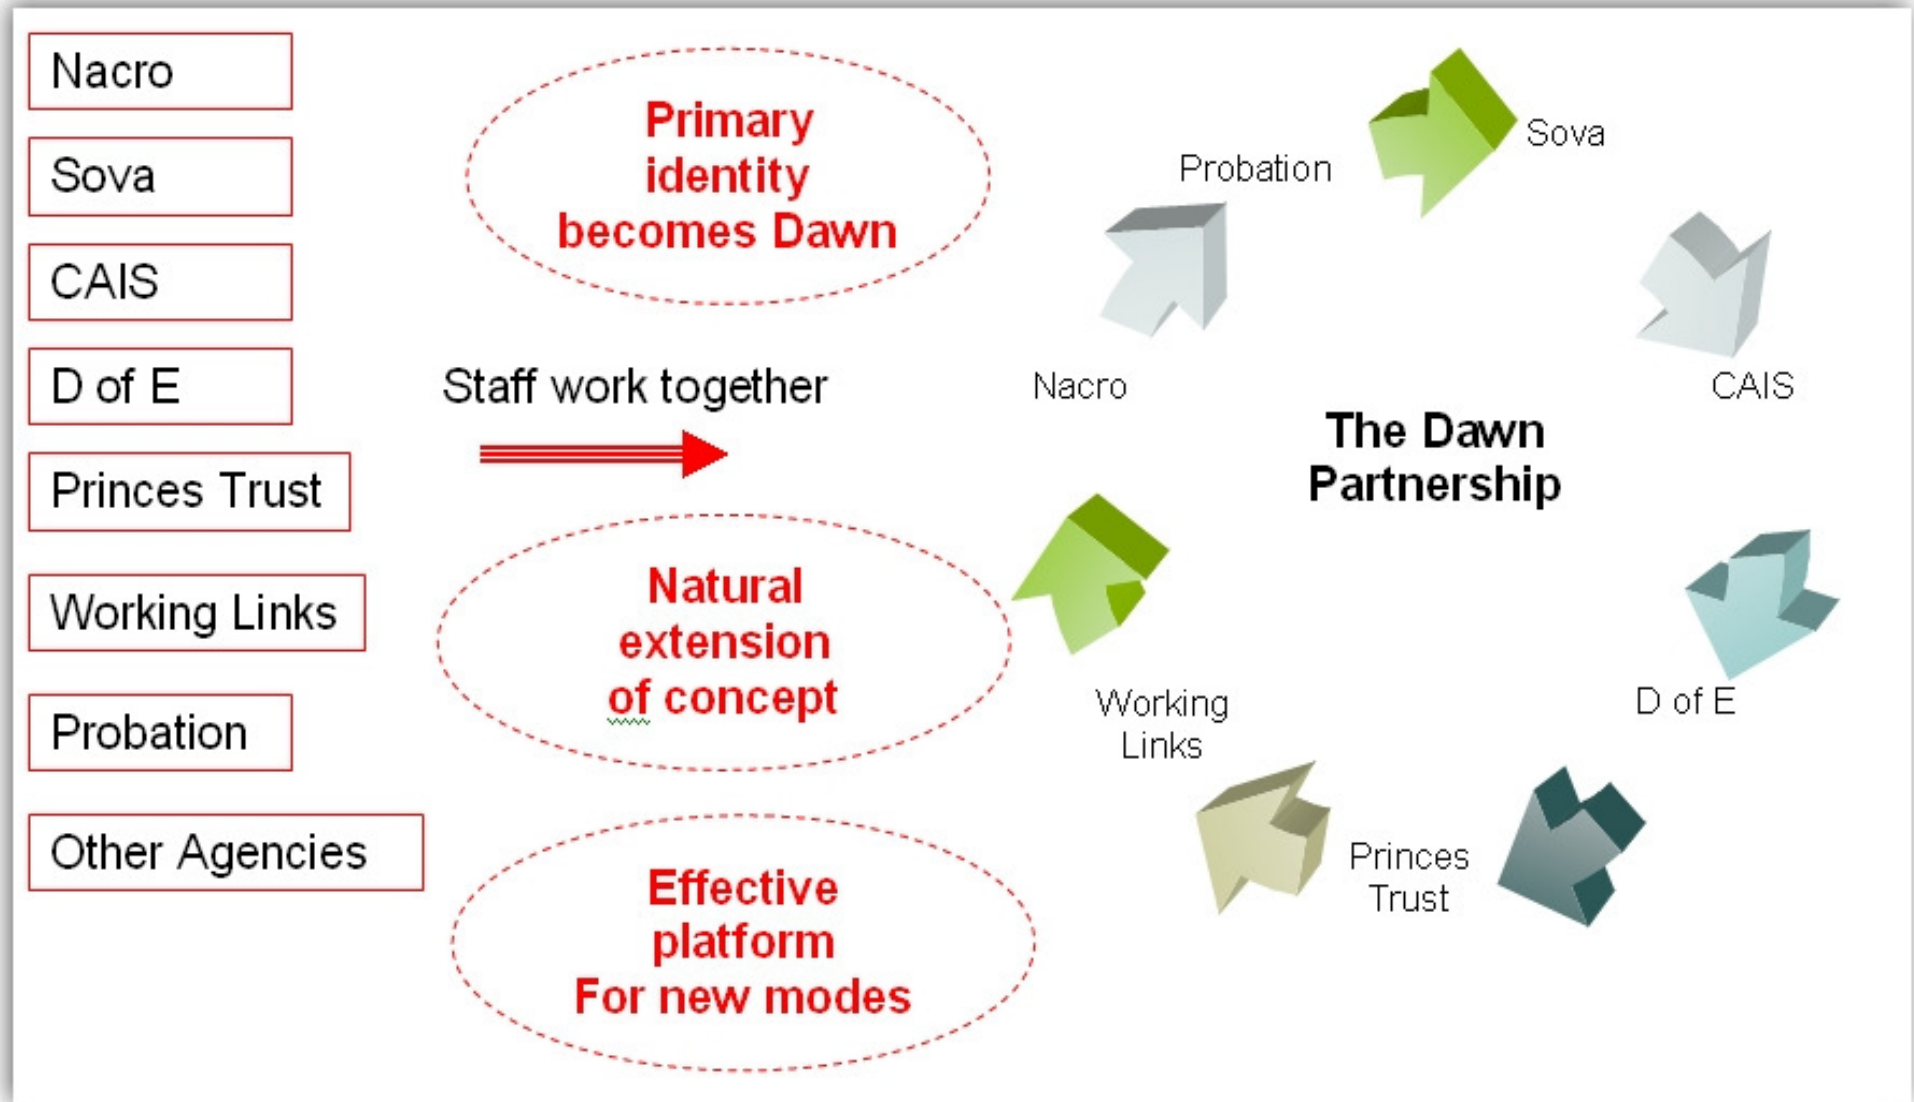 Nacro
Sova
CAIS
D of E
Princes Trust
Working Links
Probation
Other Agencies
Primary
identity
becomes Dawn
Staff work together
Natural
extension
of concept
Effective
platform
For new modes
Probation
Sova
Nacro
CAIS
The Dawn
Partnership
Working
Links
D of E
Princes
Trust